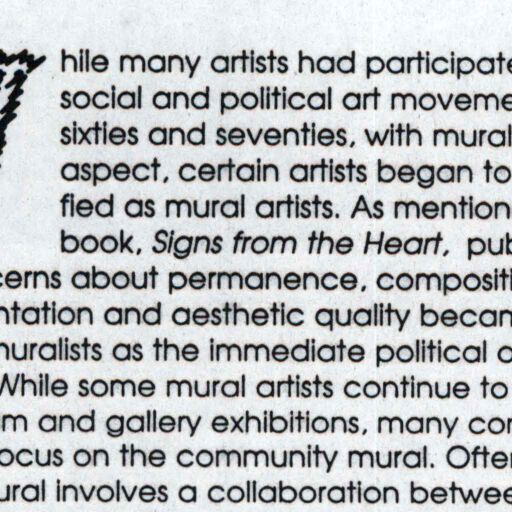 hile many artists had participate
social and political art moveme
sixties and seventies, with mural
aspect, certain artists began to
fied as mural artists. As mention
book, Signs from the Heart, pub
cerns about permanence, compositi
ntation and aesthetic quality becam
nuralists as the immediate political o
While some mural artists continue to
m and gallery exhibitions, many con
ocus on the community mural. Often
ural involves a collaboration betwee